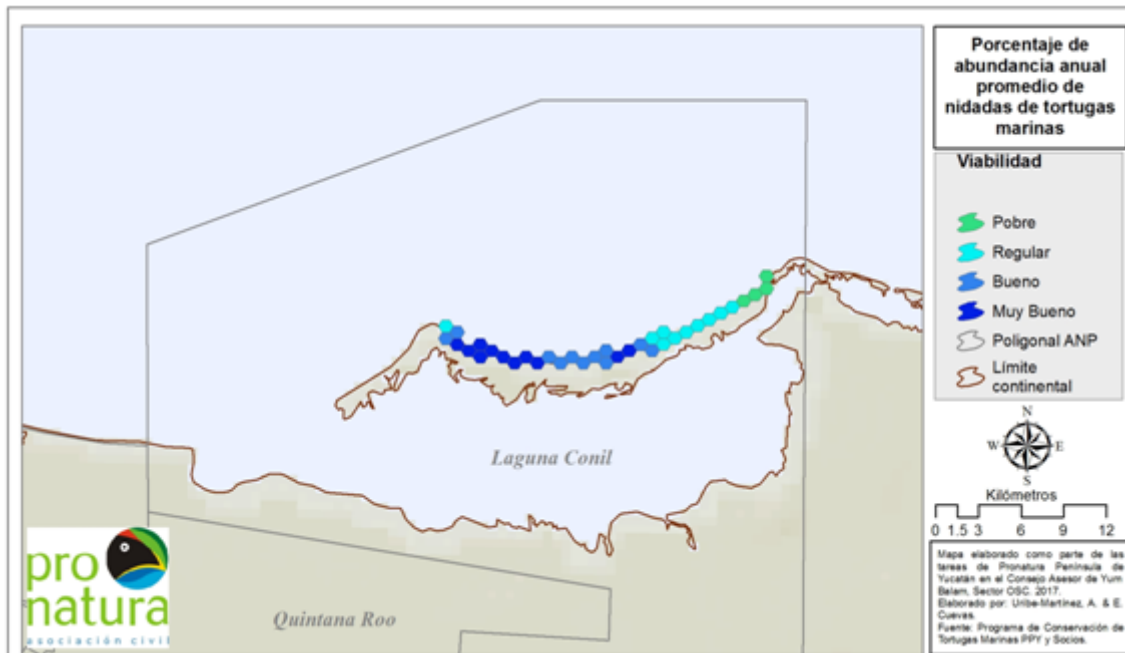 Porcentaje de
abundancia anual
promedio de
nidadas de tortugas
marinas
Viabilidad
Pobre
Regular
Bueno
Muy Bueno
Poligonal ANP
Límite
continental
N
W E
S
Kilómetros
0 1.5 3 6 9 12
Mapa elaborado como parte de las
tareas de Pronatura Península de
Yucatán en el Consejo Asesor de Yum
Balam, Sector OSC. 2017.
Elaborado por: Uribe-Martínez, A. & E.
Cuevas.
Fuente: Programa de Conservación de
Tortugas Marinas PPY y Socios.
Laguna Conil
Quintana Roo
pro
natura
asociación civil